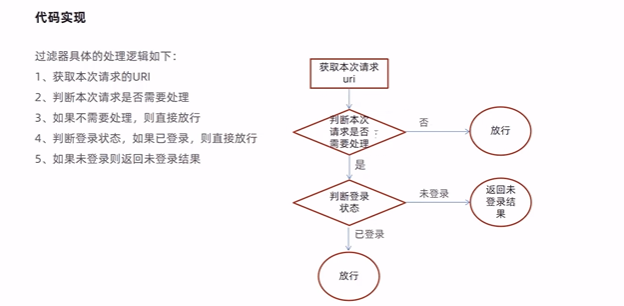 代码实现
过滤器具体的处理逻辑如下：
1、获取本次请求的URI
2、判断本次请求是否需要处理
3、如果不需要处理，则直接放行
4、判断登录状态，如果已登录，则直接放行
5、如果未登录则返回未登录结果
获取本次请求
uri
判断本次
请求是否
需要处理
否
放行
是
判断登录
状态
未登录
返回未
登录结
果
已登录
放行